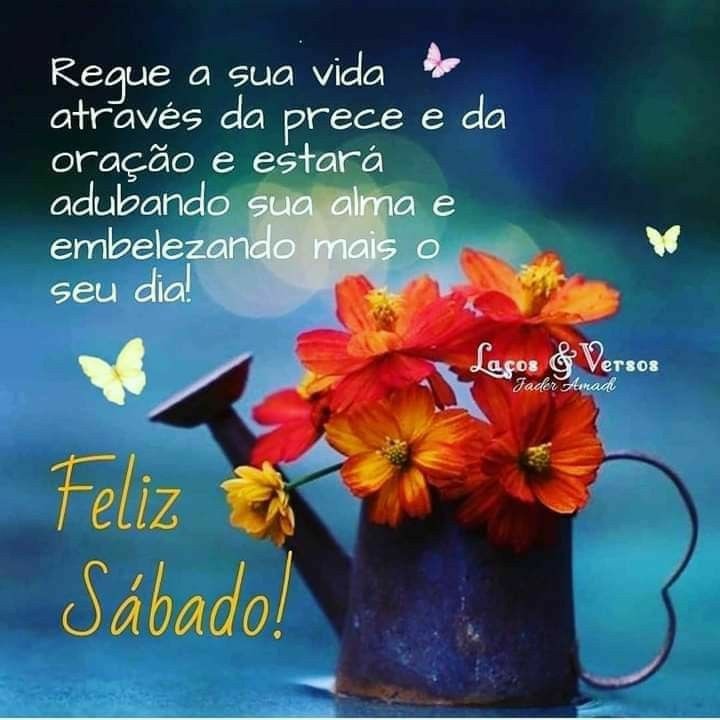 Regue a sua vida
através da prece e da
oração e estará
adubando sua alma e
embelezando mais o
seu dia!
Laços & Versos
Jader Amadi
Feliz
Sábado!